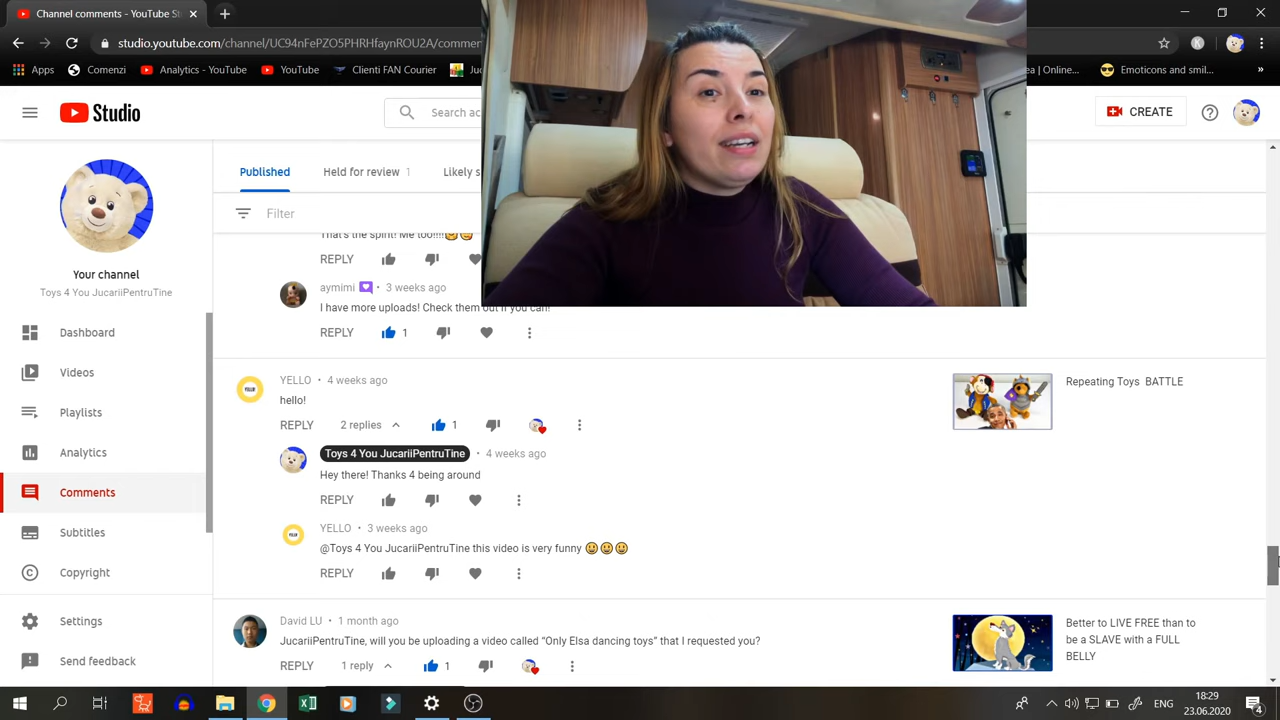 Channel comments - YouTube St
studio.youtube.com/channel/UC94nFePZO5PHRHfaynROU2A/comme
K
Apps
Comenzi
Analytics - YouTube
YouTube
Clienti FAN Courier
Juc
ea | Online...
Emoticons and smil...
»
Studio
Search ac
CREATE
Your channel
Toys 4 You JucariiPentruTine
Dashboard
Videos
Playlists
Analytics
Comments
Subtitles
Copyright
Settings
Send feedback
Published
Held for review 1
Likely s
Filter
That's the spirit! Me too!!!!
REPLY
aymimi • 3 weeks ago
I have more uploads! Check them out if you can!
REPLY 1
YELLO • 4 weeks ago
hello!
REPLY 2 replies 1
Repeating Toys BATTLE
Toys 4 You JucariiPentruTine • 4 weeks ago
Hey there! Thanks 4 being around
REPLY
YELLO • 3 weeks ago
@Toys 4 You JucariiPentruTine this video is very funny
REPLY
David LU • 1 month ago
JucariiPentruTine, will you be uploading a video called “Only Elsa dancing toys” that I requested you?
REPLY 1 reply 1
Better to LIVE FREE than to
be a SLAVE with a FULL
BELLY
ENG
18:29
23.06.2020
4